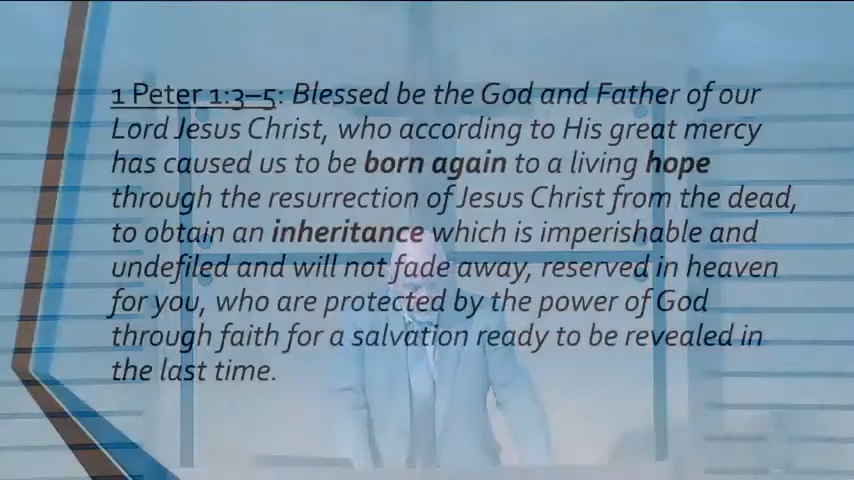 1 Peter 1:3–5: Blessed be the God and Father of our
Lord Jesus Christ, who according to His great mercy
has caused us to be born again to a living hope
through the resurrection of Jesus Christ from the dead,
to obtain an inheritance which is imperishable and
undefiled and will not fade away, reserved in heaven
for you, who are protected by the power of God
through faith for a salvation ready to be revealed in
the last time.